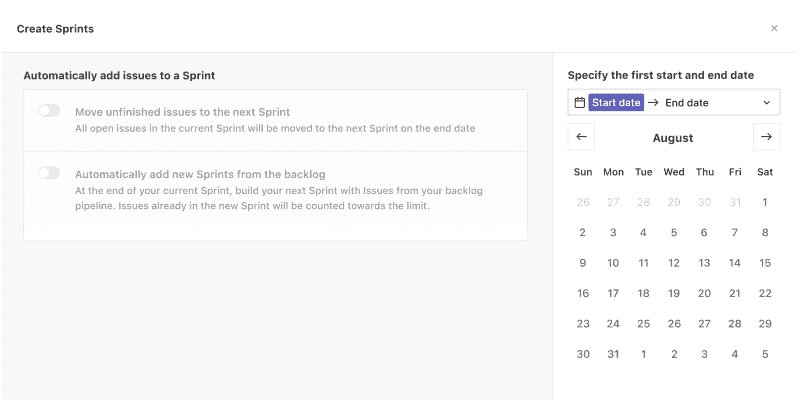 Create Sprints
Automatically add issues to a Sprint
Move unfinished issues to the next Sprint
All open issues in the current Sprint will be moved to the next Sprint on the end date
Automatically add new Sprints from the backlog
At the end of your current Sprint, build your next Sprint with Issues from your backlog
pipeline. Issues already in the new Sprint will be counted towards the limit.
Specify the first start and end date
Start date → End date
August
Sun Mon Tue Wed Thu Fri Sat
26 27 28 29 30 31 1
2 3 4 5 6 7 8
9 10 11 12 13 14 15
16 17 18 19 20 21 22
23 24 25 26 27 28 29
30 31 1 2 3 4 5